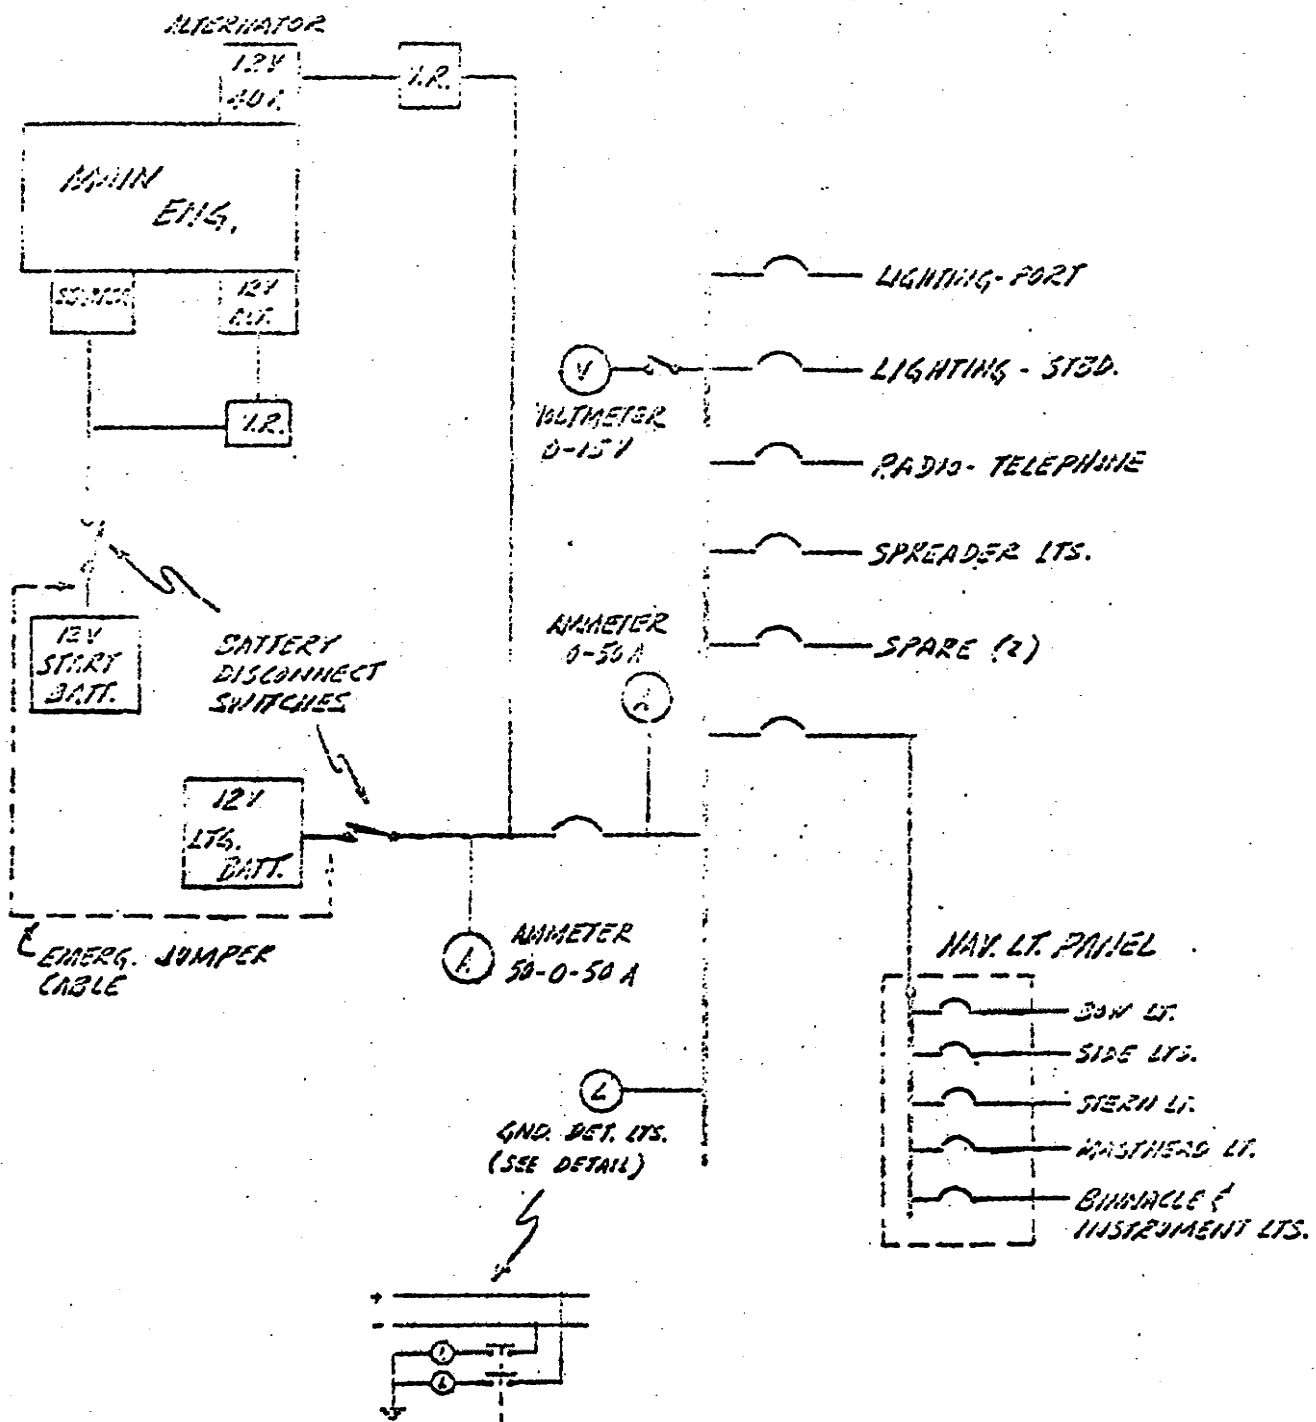 ALTERNATOR
12V
40A.
V.R.
MAIN
ENG.
12V
ALT.
V.R.
LIGHTING-PORT
V
LIGHTING - STBD.
VOLTMETER
0-15V
RADIO- TELEPHONE
SPREADER LTS.
12V
START
BATT.
BATTERY
DISCONNECT
SWITCHES
AMMETER
0-50A
A
SPARE (2)
12V
LTG.
BATT.
EMERG. JUMPER
CABLE
A
AMMETER
50-0-50 A
NAV. LT. PANEL
BOW LT.
SIDE LTS.
STERN LT.
MASTHEAD LT.
BINNACLE &
INSTRUMENT LTS.
L
GND. DET. LTS.
(SEE DETAIL)
+
-
L
L